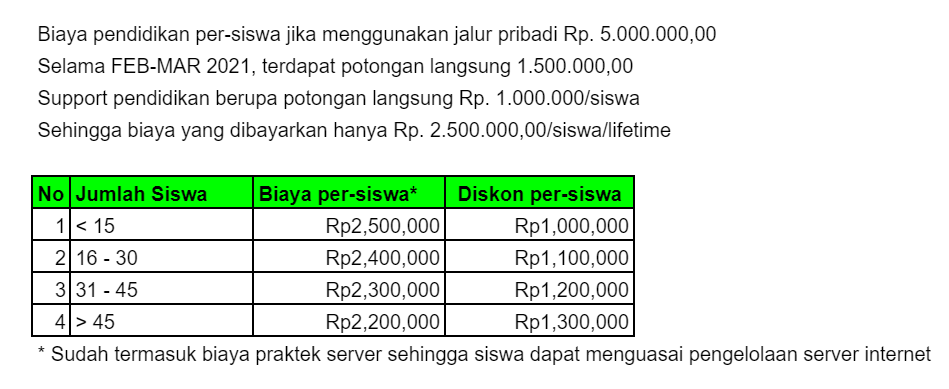 Biaya pendidikan per-siswa jika menggunakan jalur pribadi Rp. 5.000.000,00
Selama FEB-MAR 2021, terdapat potongan langsung 1.500.000,00
Support pendidikan berupa potongan langsung Rp. 1.000.000/siswa
Sehingga biaya yang dibayarkan hanya Rp. 2.500.000,00/siswa/lifetime
No Jumlah Siswa Biaya per-siswa* Diskon per-siswa
1 < 15 Rp2,500,000 Rp1,000,000
2 16 - 30 Rp2,400,000 Rp1,100,000
3 31 - 45 Rp2,300,000 Rp1,200,000
4 > 45 Rp2,200,000 Rp1,300,000
* Sudah termasuk biaya praktek server sehingga siswa dapat menguasai pengelolaan server internet